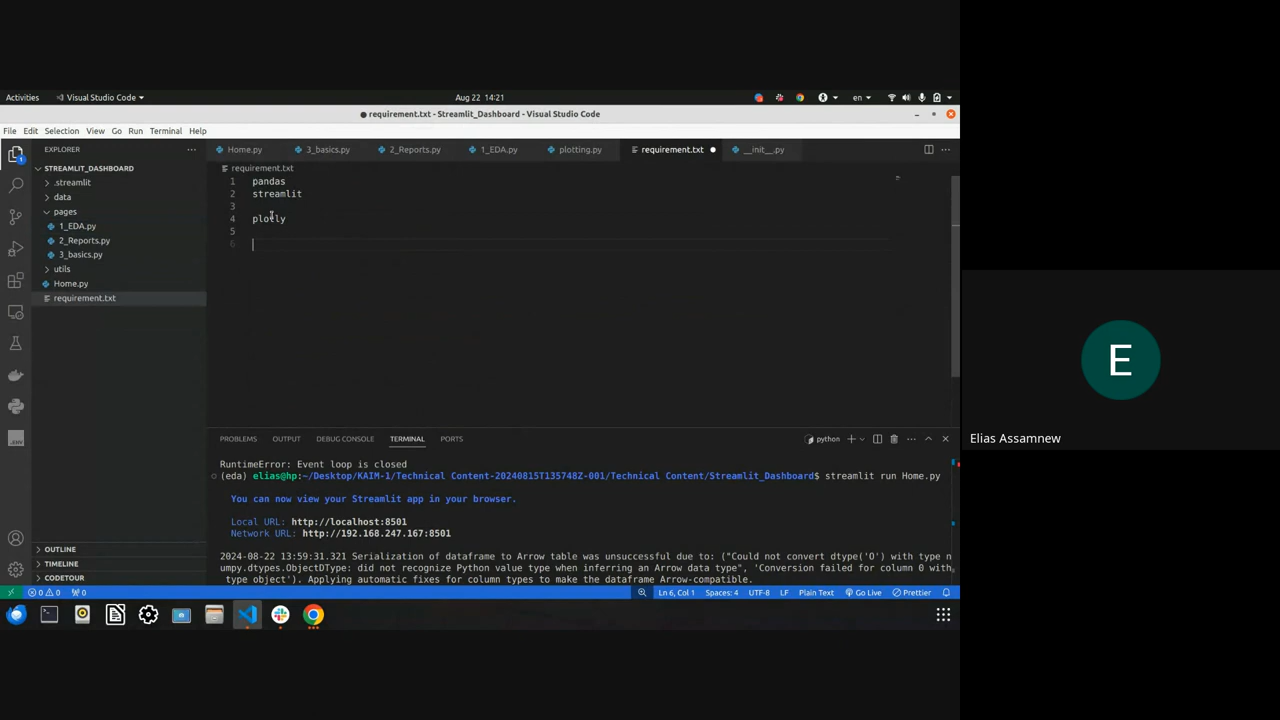 Activities
Visual Studio Code
Aug 22 14:21
en
● requirement.txt - Streamlit_Dashboard - Visual Studio Code
File Edit Selection View Go Run Terminal Help
EXPLORER
Home.py 3_basics.py 2_Reports.py 1_EDA.py plotting.py requirement.txt __init__.py
STREAMLIT_DASHBOARD
.streamlit
data
pages
1_EDA.py
2_Reports.py
3_basics.py
utils
Home.py
requirement.txt
OUTLINE
TIMELINE
CODETOUR
1
.ENV
requirement.txt
1 pandas
2 streamlit
3
4 plotly
5
6
PROBLEMS OUTPUT DEBUG CONSOLE TERMINAL PORTS
python
RuntimeError: Event loop is closed
(eda) elias@hp:~/Desktop/KAIM-1/Technical Content-20240815T135748Z-001/Technical Content/Streamlit_Dashboard$ streamlit run Home.py
You can now view your Streamlit app in your browser.
Local URL: http://localhost:8501
Network URL: http://192.168.247.167:8501
2024-08-22 13:59:31.321 Serialization of dataframe to Arrow table was unsuccessful due to: ("Could not convert dtype('O') with type n
umpy.dtypes.ObjectDType: did not recognize Python value type when inferring an Arrow data type", 'Conversion failed for column 0 with
type object'). Applying automatic fixes for column types to make the dataframe Arrow-compatible.
0 0 0 Ln 6, Col 1 Spaces: 4 UTF-8 LF Plain Text Go Live Prettier
E
Elias Assamnew